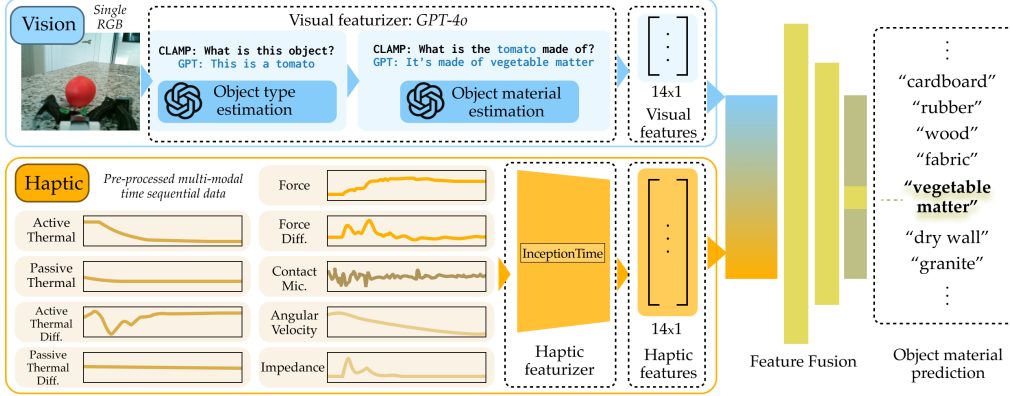 Vision
Single
RGB
Visual featurizer: GPT-4o
CLAMP: What is this object?
GPT: This is a tomato
Object type
estimation
CLAMP: What is the tomato made of?
GPT: It's made of vegetable matter
Object material
estimation
14x1
Visual
features
Haptic
Pre-processed multi-modal
time sequential data
Active
Thermal
Passive
Thermal
Active
Thermal
Diff.
Passive
Thermal
Diff.
Force
Force
Diff.
Contact
Mic.
Angular
Velocity
Impedance
InceptionTime
Haptic
featurizer
14x1
Haptic
features
Feature Fusion
“cardboard”
“rubber”
“wood”
“fabric”
“vegetable
matter”
“dry wall”
“granite”
Object material
prediction